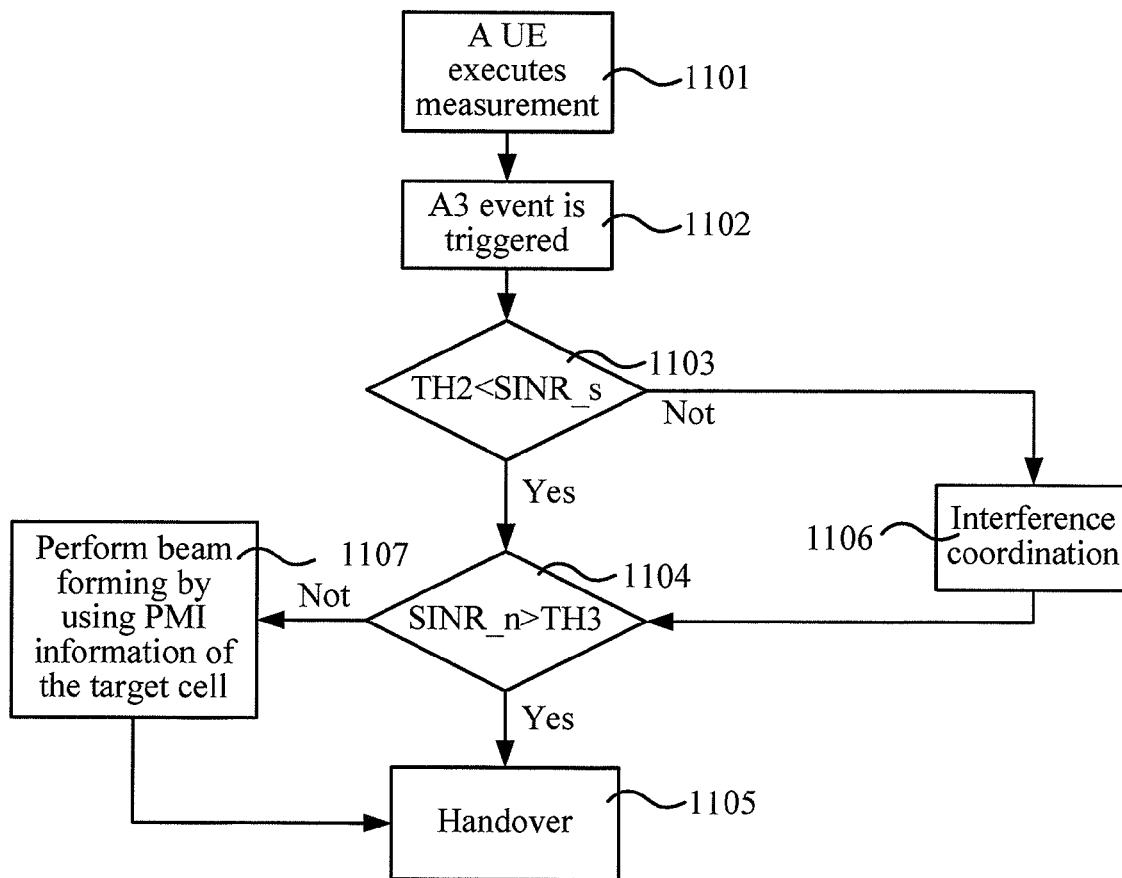 A UE
executes
measurement
1101
A3 event is
triggered
1102
1103
TH2<SINR_s
Not
Yes
Perform beam
forming by
using PMI
information of
the target cell
1107
Not
1104
SINR_n>TH3
1106
Interference
coordination
Yes
Handover
1105